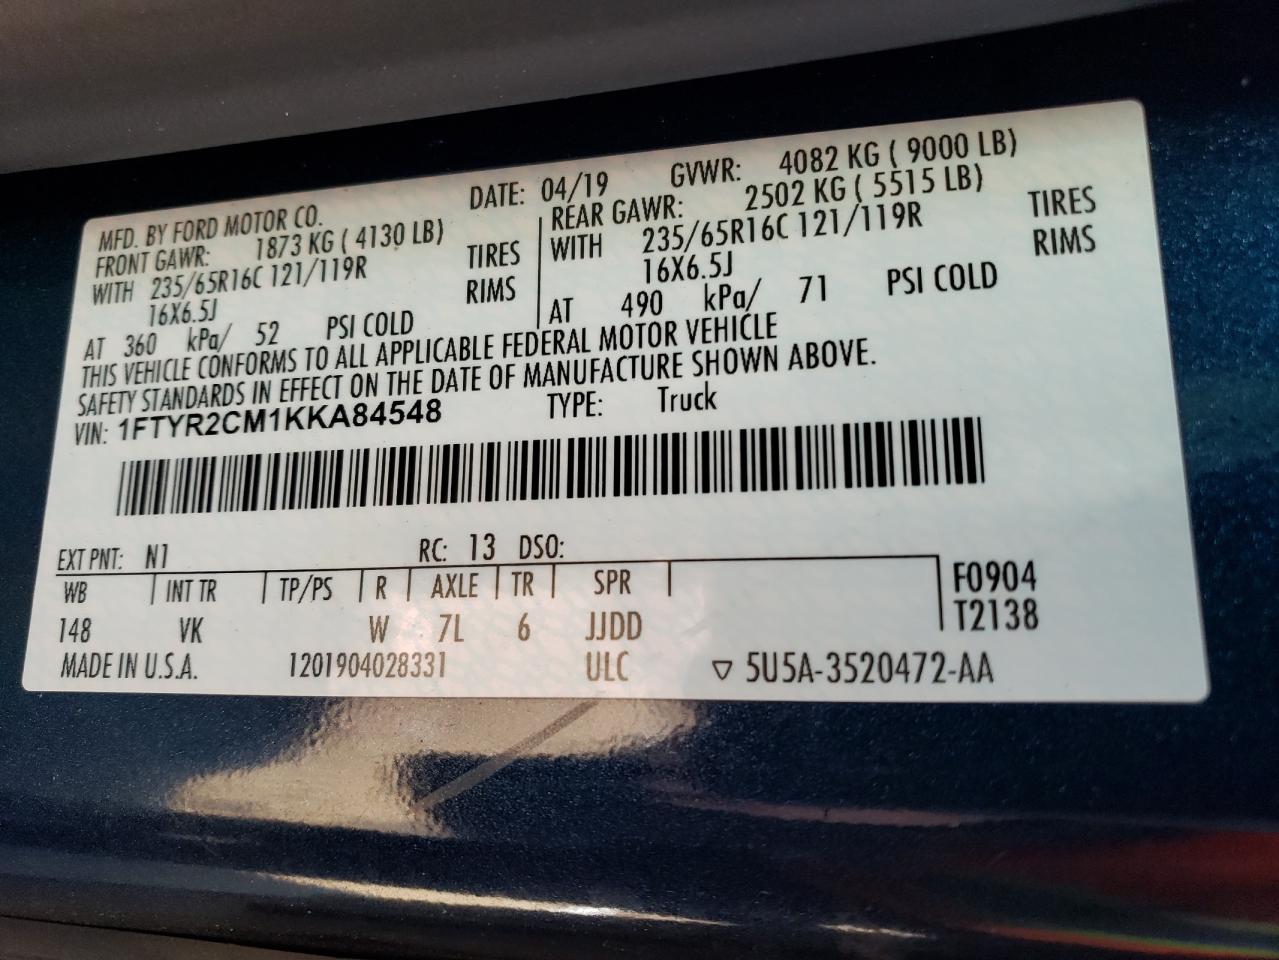 MFD. BY FORD MOTOR CO. DATE: 04/19 GVWR: 4082 KG ( 9000 LB)
FRONT GAWR: 1873 KG ( 4130 LB) REAR GAWR: 2502 KG ( 5515 LB)
WITH 235/65R16C 121/119R TIRES WITH 235/65R16C 121/119R TIRES
16X6.5J RIMS 16X6.5J RIMS
AT 360 kPa/ 52 PSI COLD AT 490 kPa/ 71 PSI COLD
THIS VEHICLE CONFORMS TO ALL APPLICABLE FEDERAL MOTOR VEHICLE
SAFETY STANDARDS IN EFFECT ON THE DATE OF MANUFACTURE SHOWN ABOVE.
VIN: 1FTYR2CM1KKA84548 TYPE: Truck
EXT PNT: N1 RC: 13 DSO:
WB INT TR TP/PS R AXLE TR SPR F0904
148 VK W 7L 6 JJDD T2138
MADE IN U.S.A. 1201904028331 ULC ▽ 5U5A-3520472-AA